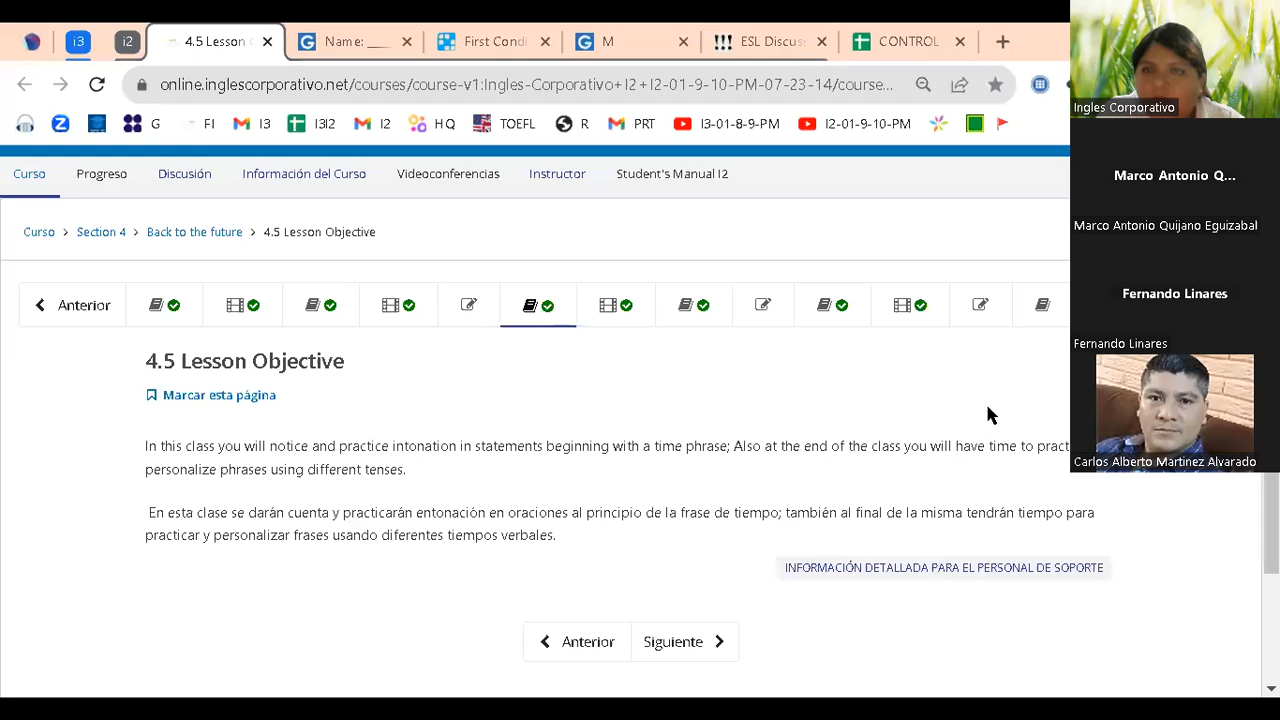 i3
i2
4.5 Lesson
Name: ____
First Condi
M
ESL Discus
CONTROL
online.inglescorporativo.net/courses/course-v1:Ingles-Corporativo+I2+I2-01-9-10-PM-07-23-14/course...
G
FI
I3
I3I2
I2
HQ
TOEFL
R
PRT
I3-01-8-9-PM
I2-01-9-10-PM
Curso
Progreso
Discusión
Información del Curso
Videoconferencias
Instructor
Student's Manual I2
Curso > Section 4 > Back to the future > 4.5 Lesson Objective
Anterior
4.5 Lesson Objective
Marcar esta página
In this class you will notice and practice intonation in statements beginning with a time phrase; Also at the end of the class you will have time to pract
personalize phrases using different tenses.
En esta clase se darán cuenta y practicarán entonación en oraciones al principio de la frase de tiempo; también al final de la misma tendrán tiempo para
practicar y personalizar frases usando diferentes tiempos verbales.
INFORMACIÓN DETALLADA PARA EL PERSONAL DE SOPORTE
Anterior
Siguiente
Ingles Corporativo
Marco Antonio Q...
Marco Antonio Quijano Eguizabal
Fernando Linares
Fernando Linares
Carlos Alberto Martinez Alvarado